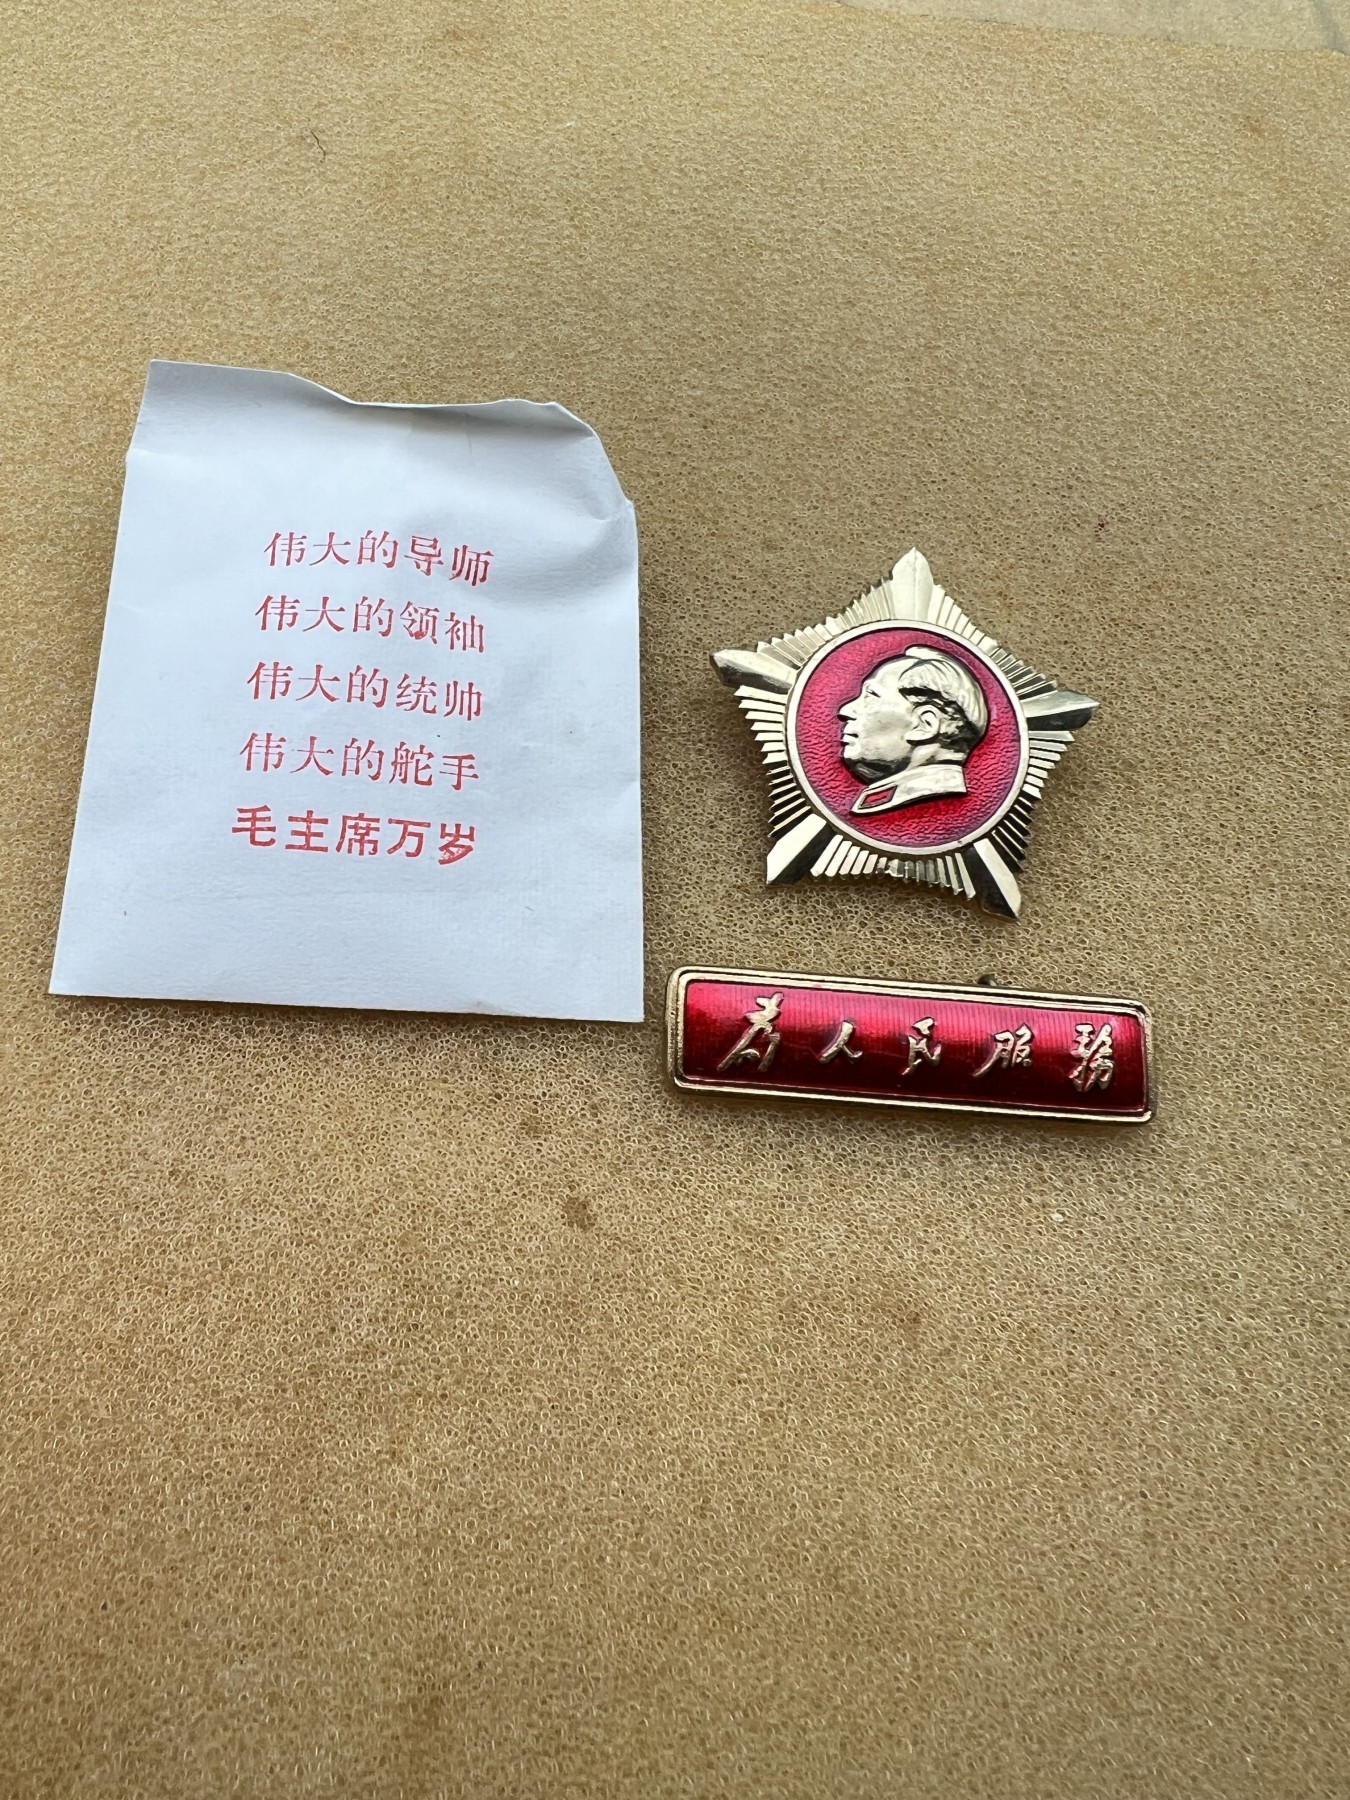 伟大的导师
伟大的领袖
伟大的统帅
伟大的舵手
毛主席万岁
为人民服務